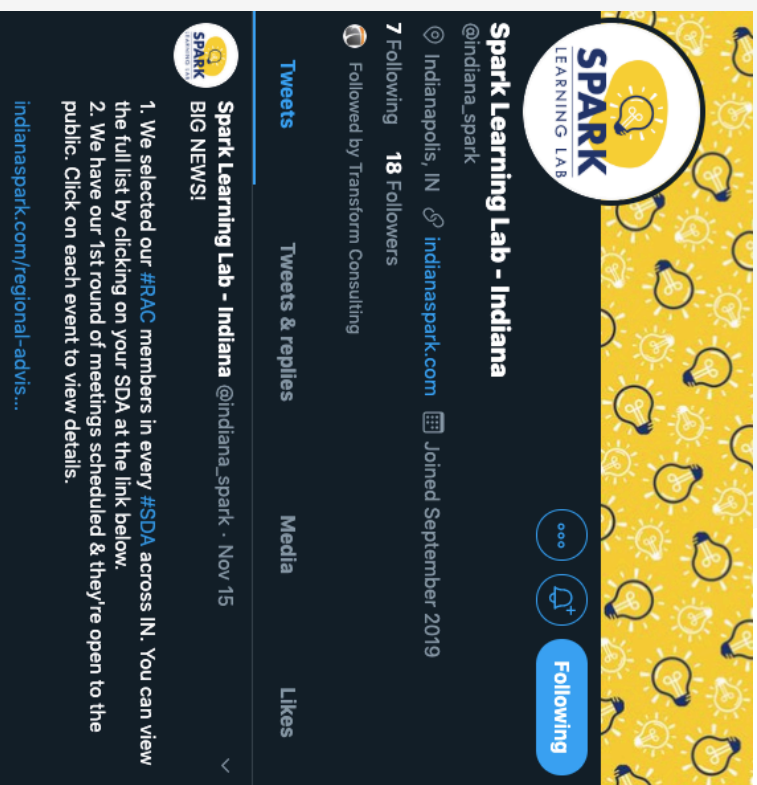 SPARK
LEARNING LAB
Following
Spark Learning Lab - Indiana
@indiana_spark
Indianapolis, IN indianaspark.com Joined September 2019
7 Following 18 Followers
Followed by Transform Consulting
Tweets Tweets & replies Media Likes
SPARK
LEARNING LAB
Spark Learning Lab - Indiana @indiana_spark · Nov 15
BIG NEWS!
1. We selected our #RAC members in every #SDA across IN. You can view
the full list by clicking on your SDA at the link below.
2. We have our 1st round of meetings scheduled & they're open to the
public. Click on each event to view details.
indianaspark.com/regional-advis...